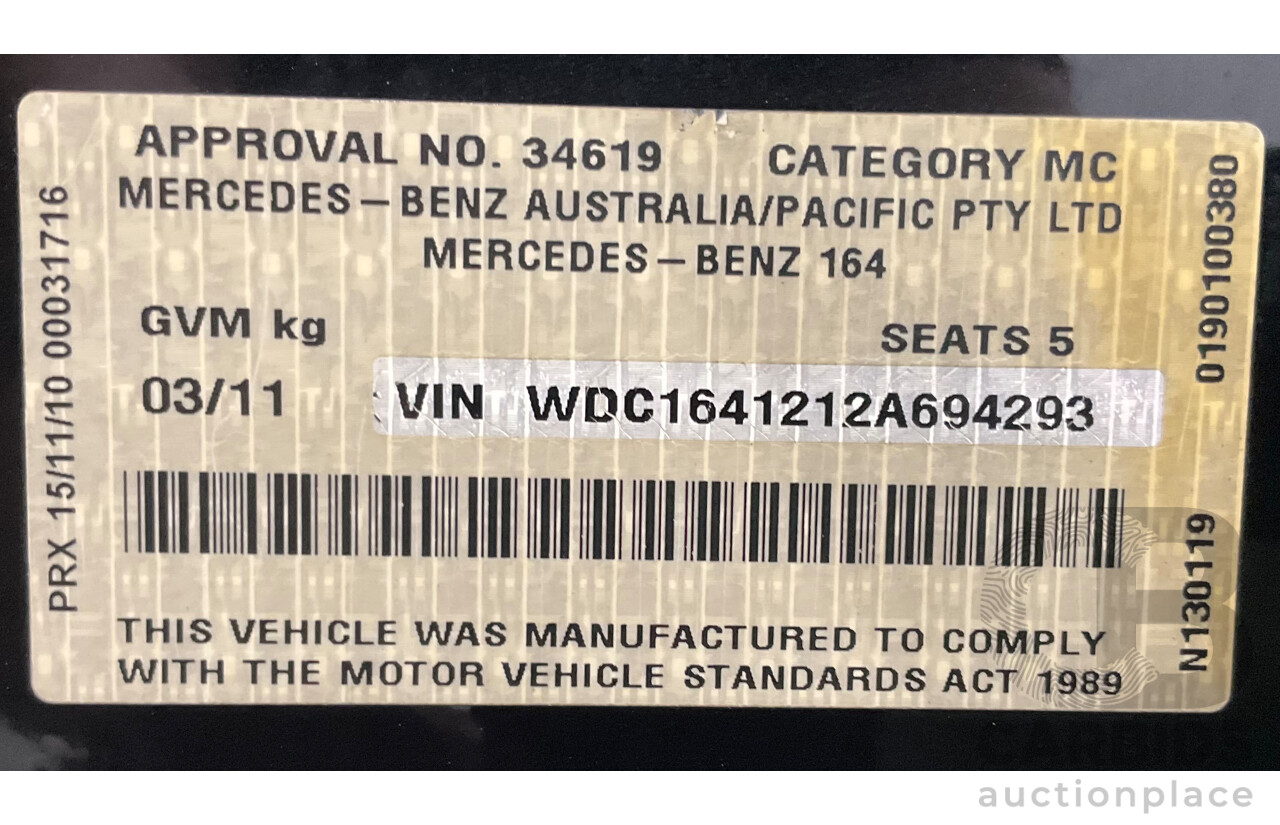 APPROVAL NO. 34619 CATEGORY MC
MERCEDES-BENZ AUSTRALIA/PACIFIC PTY LTD
MERCEDES-BENZ 164
GVM kg SEATS 5
03/11 VIN WDC1641212A694293
THIS VEHICLE WAS MANUFACTURED TO COMPLY
WITH THE MOTOR VEHICLE STANDARDS ACT 1989
PRX 15/11/10 00031716
0190100380
N130119
CARBIDS
auctionplace